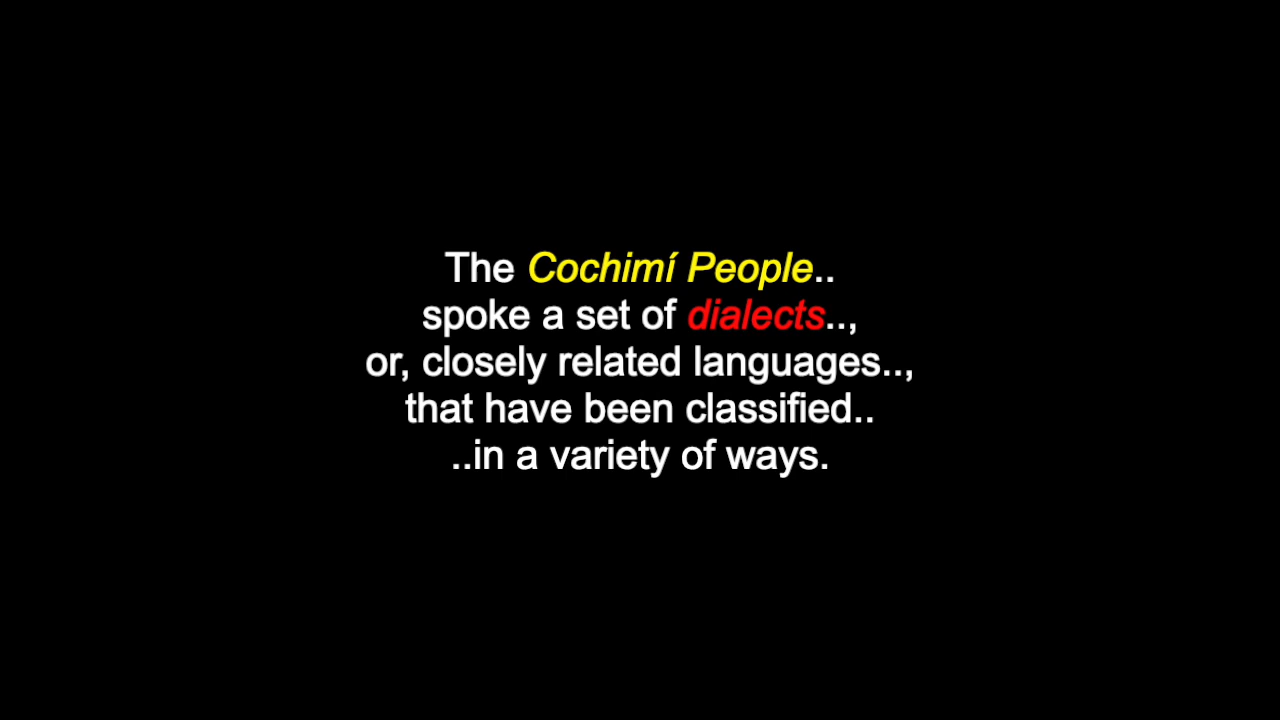 The Cochimí People..
spoke a set of dialects..,
or, closely related languages..,
that have been classified..
..in a variety of ways.